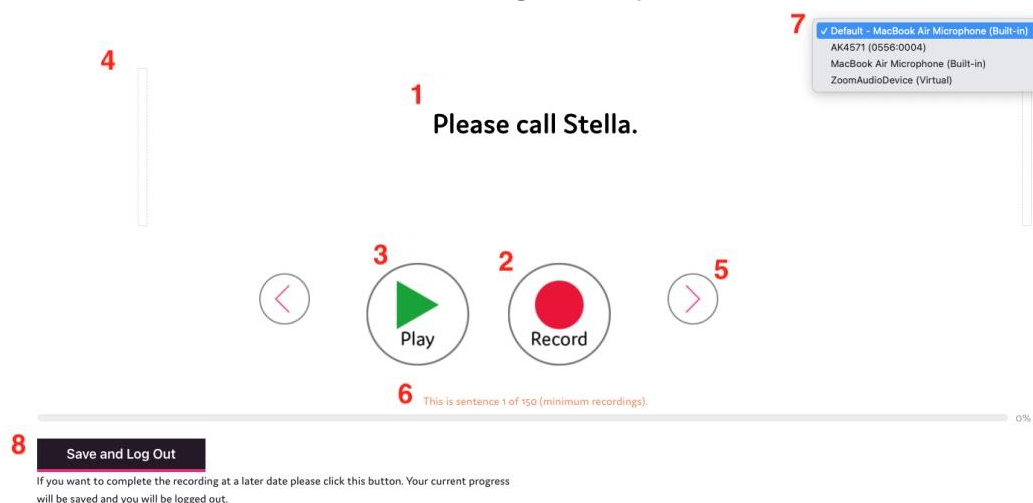 7
✓ Default - MacBook Air Microphone (Built-in)
AK4571 (0556:0004)
MacBook Air Microphone (Built-in)
ZoomAudioDevice (Virtual)
4
1
Please call Stella.
3
2
5
Play
Record
6 This is sentence 1 of 150 (minimum recordings).
0%
8
Save and Log Out
If you want to complete the recording at a later date please click this button. Your current progress
will be saved and you will be logged out.